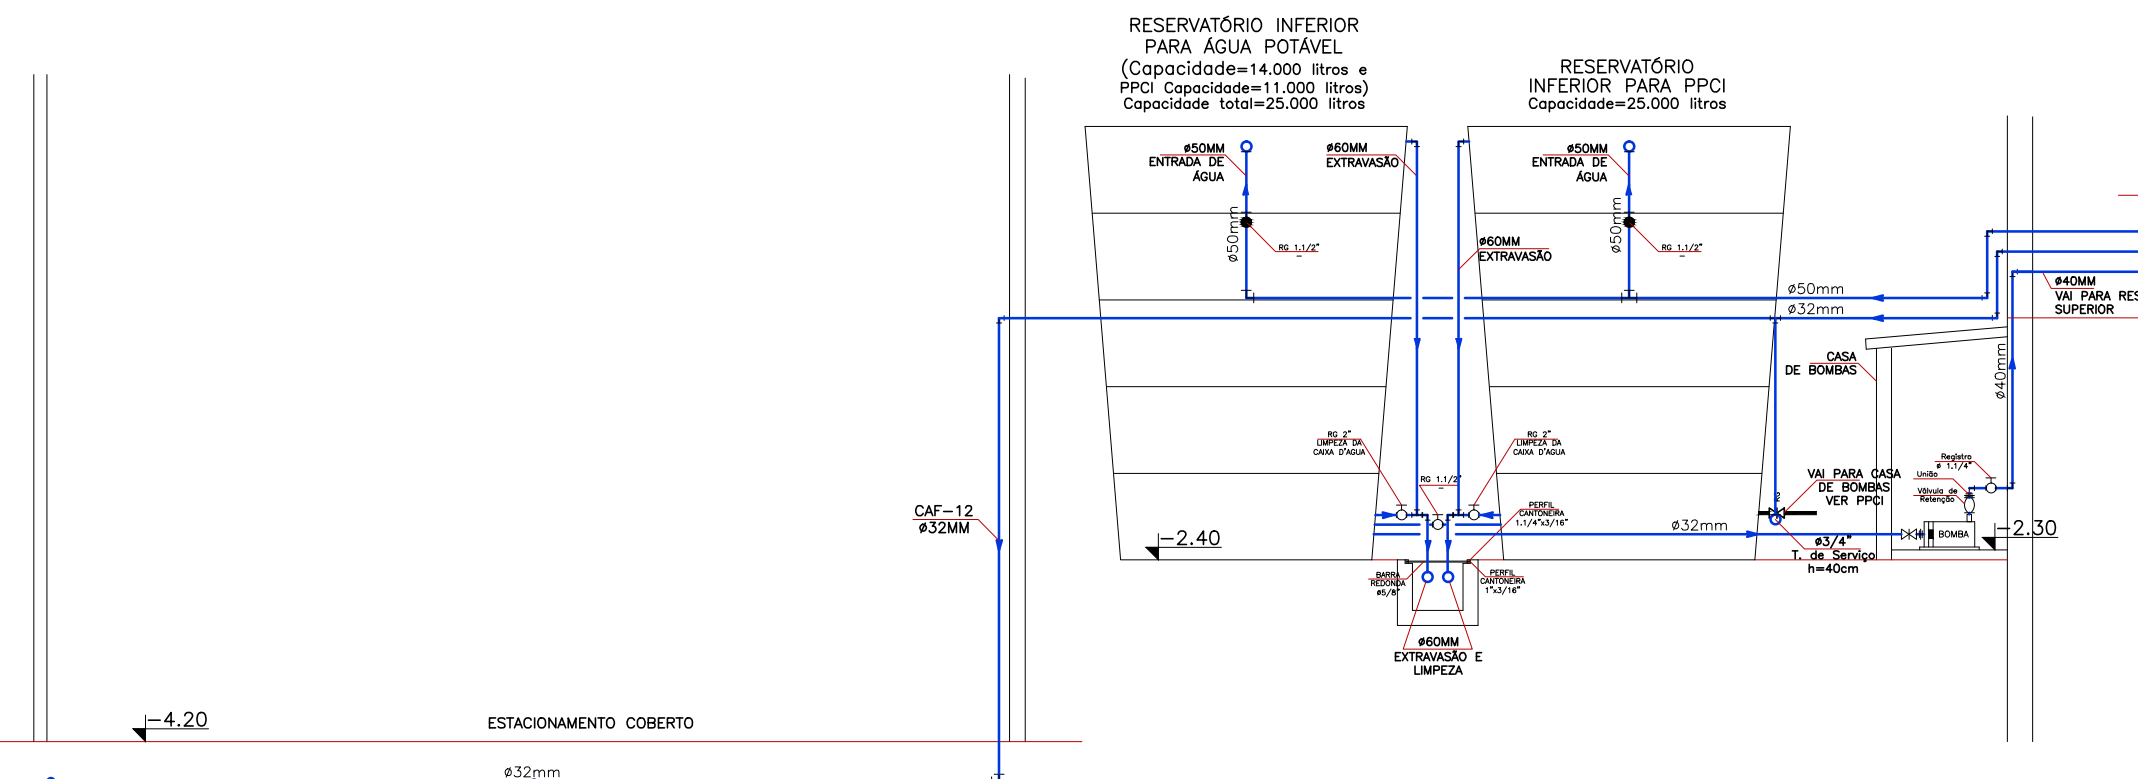 RESERVATÓRIO INFERIOR
PARA ÁGUA POTÁVEL
(Capacidade=14.000 litros e
PPCI Capacidade=11.000 litros)
Capacidade total=25.000 litros
RESERVATÓRIO
INFERIOR PARA PPCI
Capacidade=25.000 litros
ø50MM
ENTRADA DE
ÁGUA
ø60MM
EXTRAVASÃO
ø50MM
ENTRADA DE
ÁGUA
ø50mm
RG 1.1/2"
ø60MM
EXTRAVASÃO
ø50mm
RG 1.1/2"
ø50mm
ø32mm
ø40MM
VAI PARA RES
SUPERIOR
CASA
DE BOMBAS
ø40mm
RG 2"
LIMPEZA DA
CAIXA D'AGUA
RG 2"
LIMPEZA DA
CAIXA D'AGUA
RG 1.1/2"
PERFIL
CANTONEIRA
1.1/4"x3/16"
RG
VAI PARA CASA
DE BOMBAS
VER PPCI
Registro
ø 1.1/4"
União
Válvula de
Retenção
BOMBA
CAF-12
ø32MM
-2.40
ø32mm
-2.30
ø3/4"
T. de Serviço
h=40cm
BARRA
REDONDA
ø5/8"
PERFIL
CANTONEIRA
1"x3/16"
ø60MM
EXTRAVASÃO E
LIMPEZA
-4.20
ESTACIONAMENTO COBERTO
ø32mm